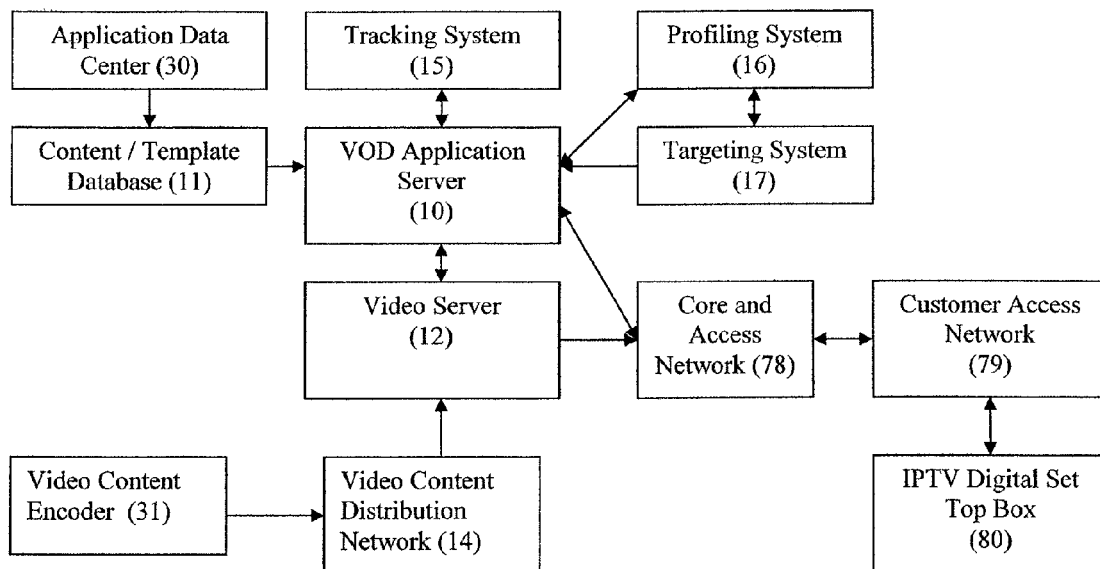 Application Data
Center (30)
Tracking System
(15)
Profiling System
(16)
Content / Template
Database (11)
VOD Application
Server
(10)
Targeting System
(17)
Video Server
(12)
Core and
Access
Network (78)
Customer Access
Network
(79)
Video Content
Encoder (31)
Video Content
Distribution
Network (14)
IPTV Digital Set
Top Box
(80)